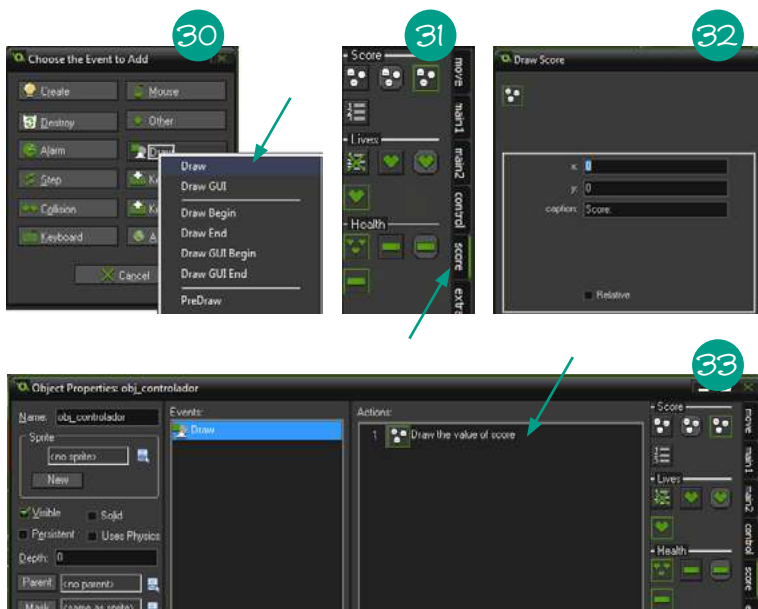 30
Choose the Event to Add
Create
Mouse
Destroy
Other
Alarm
Draw
Step
Collision
Keyboard
Cancel
Draw
Draw GUI
Draw Begin
Draw End
Draw GUI Begin
Draw GUI End
PreDraw
31
Score
Lives
Health
move
main1
main2
control
score
extra
32
Draw Score
x: 0
y: 0
caption: Score:
Relative
33
Object Properties: obj_controlador
Name: obj_controlador
Sprite
<no sprite>
New
Visible
Solid
Persistent
Uses Physics
Depth: 0
Parent <no parent>
Mask <same as sprite>
Events:
Draw
Actions:
1 Draw the value of score
Score
Lives
Health
move
main1
main2
control
score